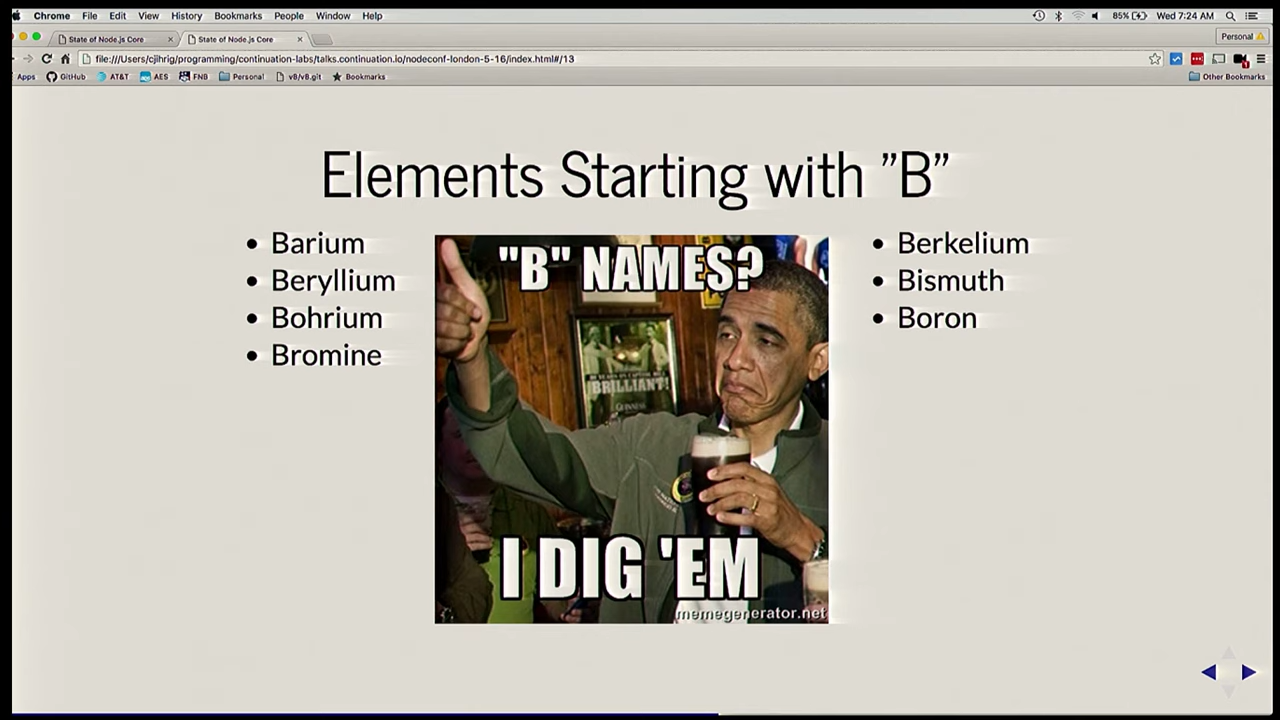 Chrome File Edit View History Bookmarks People Window Help 85% Wed 7:24 AM
State of Node.js Core State of Node.js Core Personal
file:///Users/cjihrig/programming/continuation-labs/talks.continuation.io/nodeconf-london-5-16/index.html#/13
Apps GitHub AT&T AES FNB Personal v8/v8.git Bookmarks Other Bookmarks
Elements Starting with "B"
• Barium
• Beryllium
• Bohrium
• Bromine
"B" NAMES?
BRILLIANT!
GUINNESS
I DIG 'EM
memegenerator.net
• Berkelium
• Bismuth
• Boron